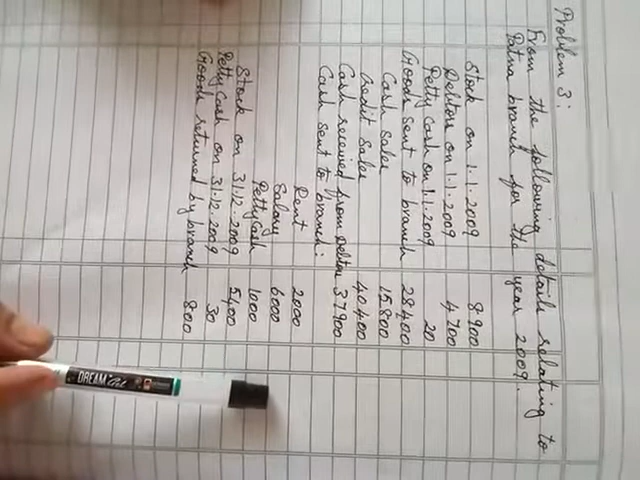 Problem 3:
From the following details relating to
Patna branch for the year 2009.
Stock on 1.1.2009 8900
Debtors on 1.1.2009 4700
Petty Cash on 1.1.2009 20
Goods sent to branch 28400
Cash Sales 15800
Credit Sales 40400
Cash received from Debtors 37900
Cash sent to branch:
Rent 2000
Salary 6000
Petty Cash 1000
Stock on 31.12.2009 5400
Petty Cash on 31.12.2009 30
Goods returned by branch 800
DREAM